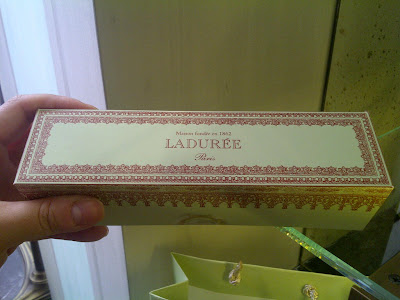 Maison fondée en 1862
LADURÉE
Paris